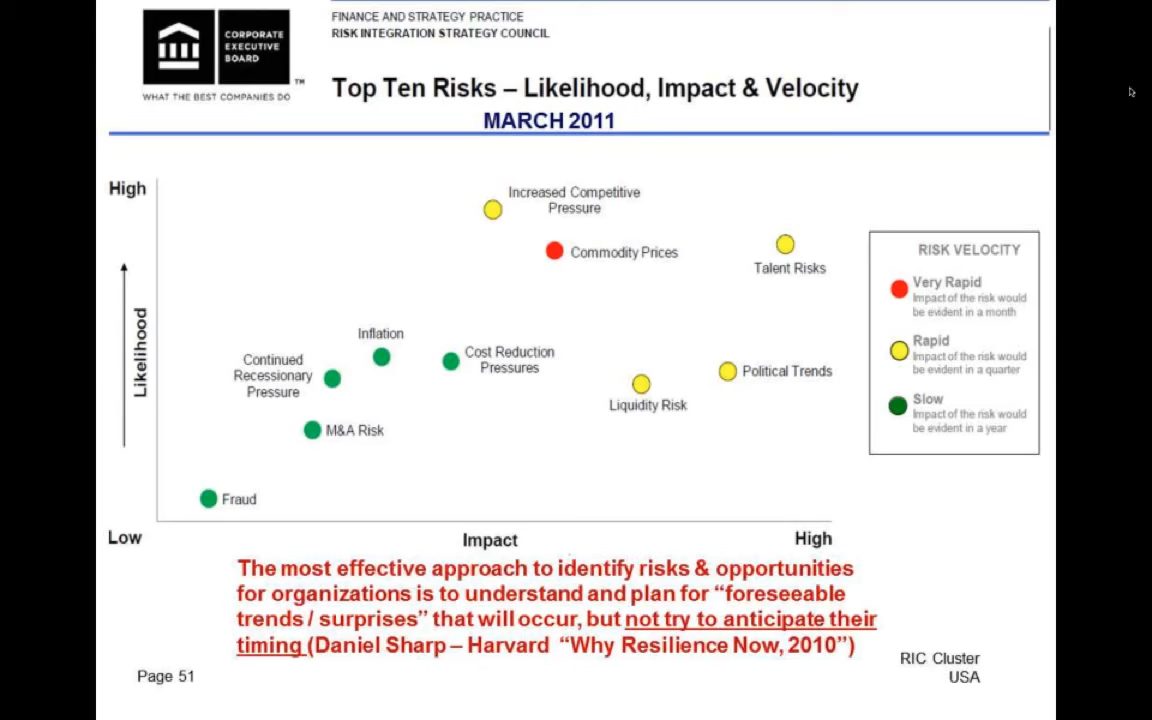 CORPORATE
EXECUTIVE
BOARD
TM
WHAT THE BEST COMPANIES DO
FINANCE AND STRATEGY PRACTICE
RISK INTEGRATION STRATEGY COUNCIL
Top Ten Risks – Likelihood, Impact & Velocity
MARCH 2011
High
Likelihood
Low
Impact
High
Increased Competitive
Pressure
Commodity Prices
Talent Risks
Inflation
Continued
Recessionary
Pressure
Cost Reduction
Pressures
Political Trends
Liquidity Risk
M&A Risk
Fraud
RISK VELOCITY
Very Rapid
Impact of the risk would
be evident in a month
Rapid
Impact of the risk would
be evident in a quarter
Slow
Impact of the risk would
be evident in a year
The most effective approach to identify risks & opportunities
for organizations is to understand and plan for “foreseeable
trends / surprises” that will occur, but not try to anticipate their
timing (Daniel Sharp – Harvard “Why Resilience Now, 2010”)
Page 51
RIC Cluster
USA